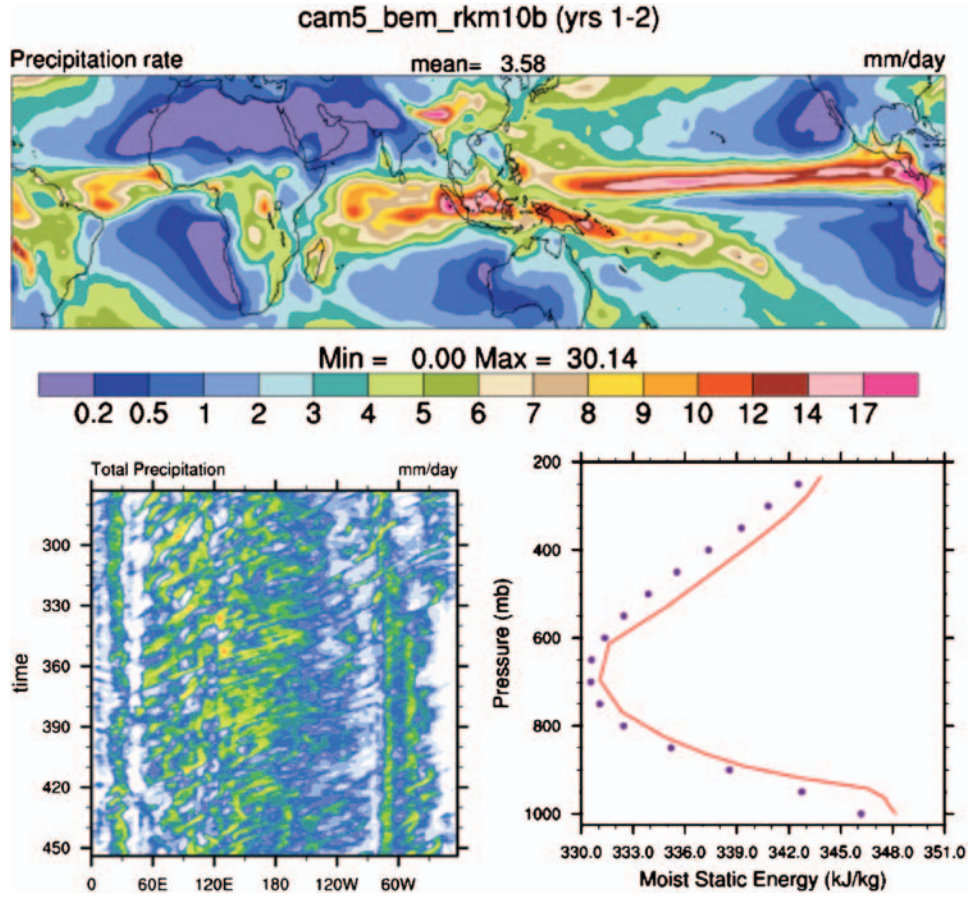 cam5_bem_rkm10b (yrs 1-2)
Precipitation rate mean= 3.58 mm/day
Min = 0.00 Max = 30.14
0.2 0.5 1 2 3 4 5 6 7 8 9 10 12 14 17
Total Precipitation mm/day
time
300
330
360
390
420
450
0 60E 120E 180 120W 60W
Pressure (mb)
200
400
600
800
1000
330.0 333.0 336.0 339.0 342.0 345.0 348.0 351.0
Moist Static Energy (kJ/kg)